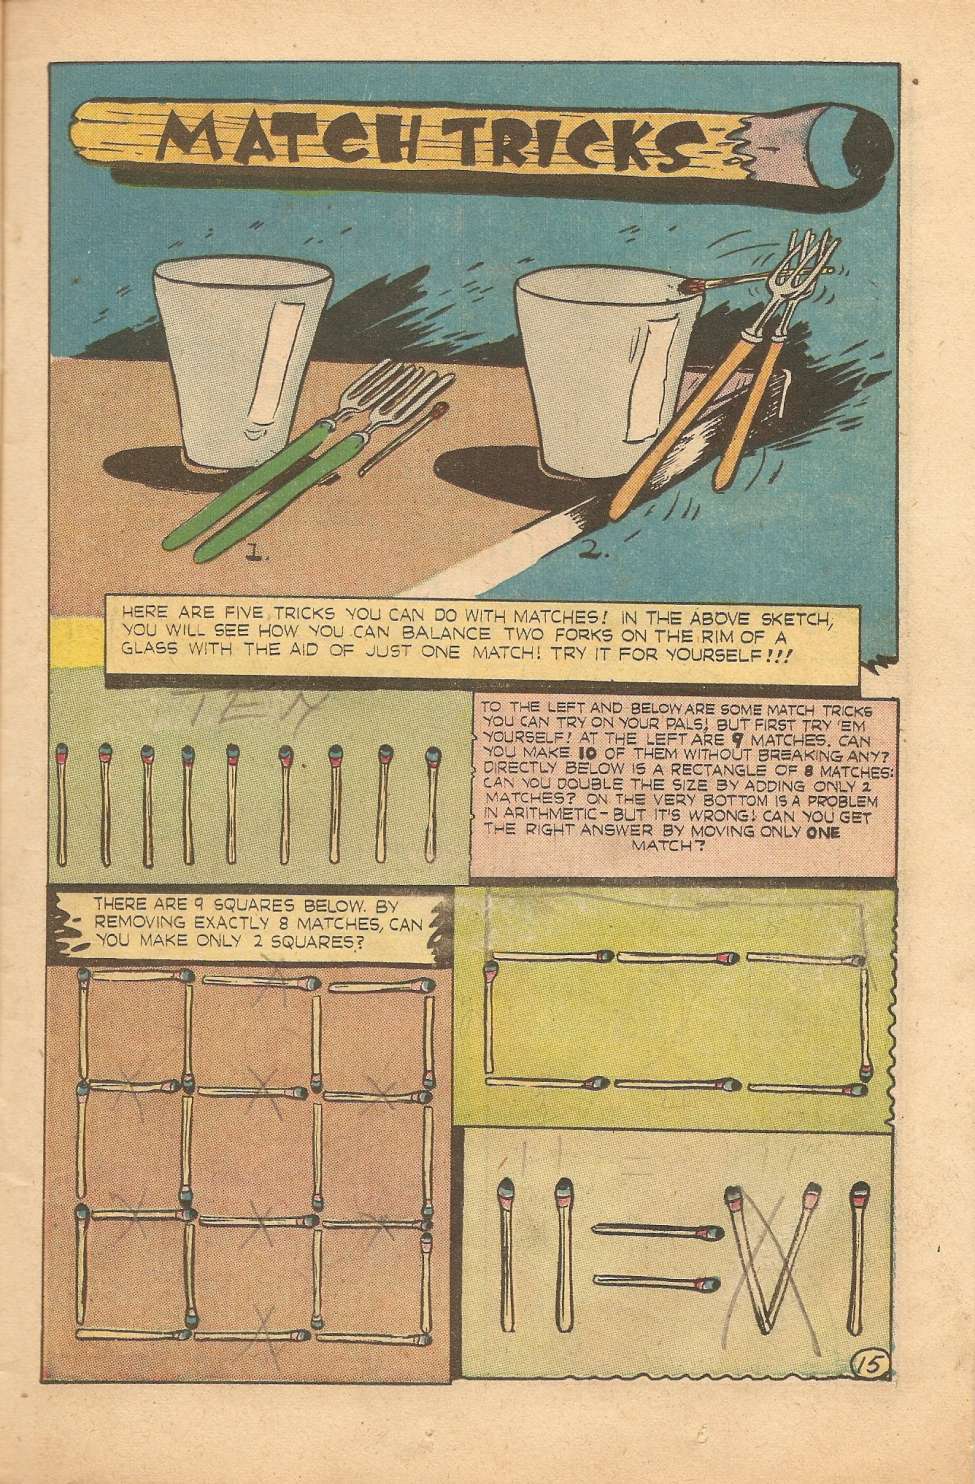 MATCH TRICKS
1.
2.
HERE ARE FIVE TRICKS YOU CAN DO WITH MATCHES! IN THE ABOVE SKETCH,
YOU WILL SEE HOW YOU CAN BALANCE TWO FORKS ON THE RIM OF A
GLASS WITH THE AID OF JUST ONE MATCH! TRY IT FOR YOURSELF!!!
TEN
TO THE LEFT AND BELOW ARE SOME MATCH TRICKS
YOU CAN TRY ON YOUR PALS! BUT FIRST TRY 'EM
YOURSELF! AT THE LEFT ARE 9 MATCHES. CAN
YOU MAKE 10 OF THEM WITHOUT BREAKING ANY?
DIRECTLY BELOW IS A RECTANGLE OF 8 MATCHES:
CAN YOU DOUBLE THE SIZE BY ADDING ONLY 2
MATCHES? ON THE VERY BOTTOM IS A PROBLEM
IN ARITHMETIC - BUT IT'S WRONG! CAN YOU GET
THE RIGHT ANSWER BY MOVING ONLY ONE
MATCH?
THERE ARE 9 SQUARES BELOW. BY
REMOVING EXACTLY 8 MATCHES, CAN
YOU MAKE ONLY 2 SQUARES?
15